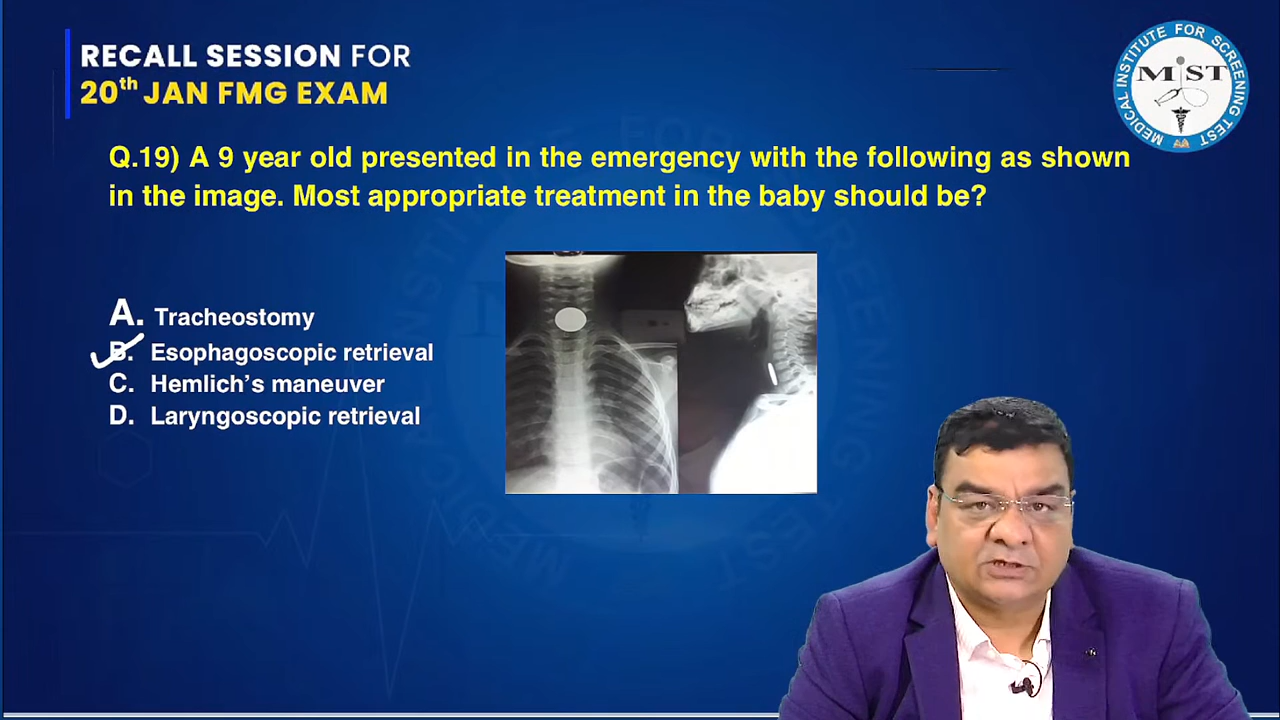 RECALL SESSION FOR
20th JAN FMG EXAM
MEDICAL INSTITUTE FOR SCREENING TEST
MIST
Q.19) A 9 year old presented in the emergency with the following as shown
in the image. Most appropriate treatment in the baby should be?
A. Tracheostomy
B. Esophagoscopic retrieval
C. Hemlich's maneuver
D. Laryngoscopic retrieval